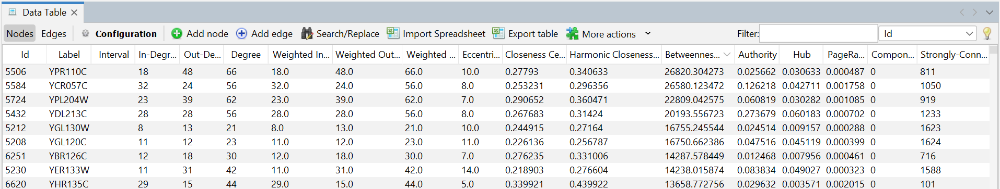 Data Table
Nodes Edges Configuration Add node Add edge Search/Replace Import Spreadsheet Export table More actions Filter: Id
Id Label Interval In-Degr... Out-De... Degree Weighted In... Weighted Out... Weighted ... Eccentri... Closeness Ce... Harmonic Closeness... Betweennes... Authority Hub PageRa... Compon... Strongly-Conn...
5506 YPR110C 18 48 66 18.0 48.0 66.0 10.0 0.27793 0.340633 26820.304273 0.025662 0.030633 0.000487 0 811
5584 YCR057C 32 24 56 32.0 24.0 56.0 8.0 0.253231 0.296356 26580.123472 0.126218 0.042711 0.001758 0 1050
5724 YPL204W 23 39 62 23.0 39.0 62.0 7.0 0.290652 0.360471 22809.042575 0.060819 0.030282 0.001085 0 919
5432 YDL213C 28 28 56 28.0 28.0 56.0 8.0 0.267683 0.31424 20193.556723 0.273679 0.060183 0.000702 0 1233
5212 YGL130W 8 13 21 8.0 13.0 21.0 10.0 0.244915 0.27164 16755.245544 0.024514 0.009157 0.000288 0 1623
5208 YGL120C 11 12 23 11.0 12.0 23.0 11.0 0.226136 0.256787 16750.662386 0.047516 0.045119 0.000399 0 1624
6251 YBR126C 12 18 30 12.0 18.0 30.0 7.0 0.276235 0.331006 14287.578449 0.012468 0.007956 0.000461 0 716
5230 YER133W 11 31 42 11.0 31.0 42.0 14.0 0.218903 0.276604 14238.015874 0.083834 0.049027 0.000323 0 1588
6620 YHR135C 29 15 44 29.0 15.0 44.0 5.0 0.339921 0.439922 13658.772756 0.029632 0.003571 0.002015 0 101